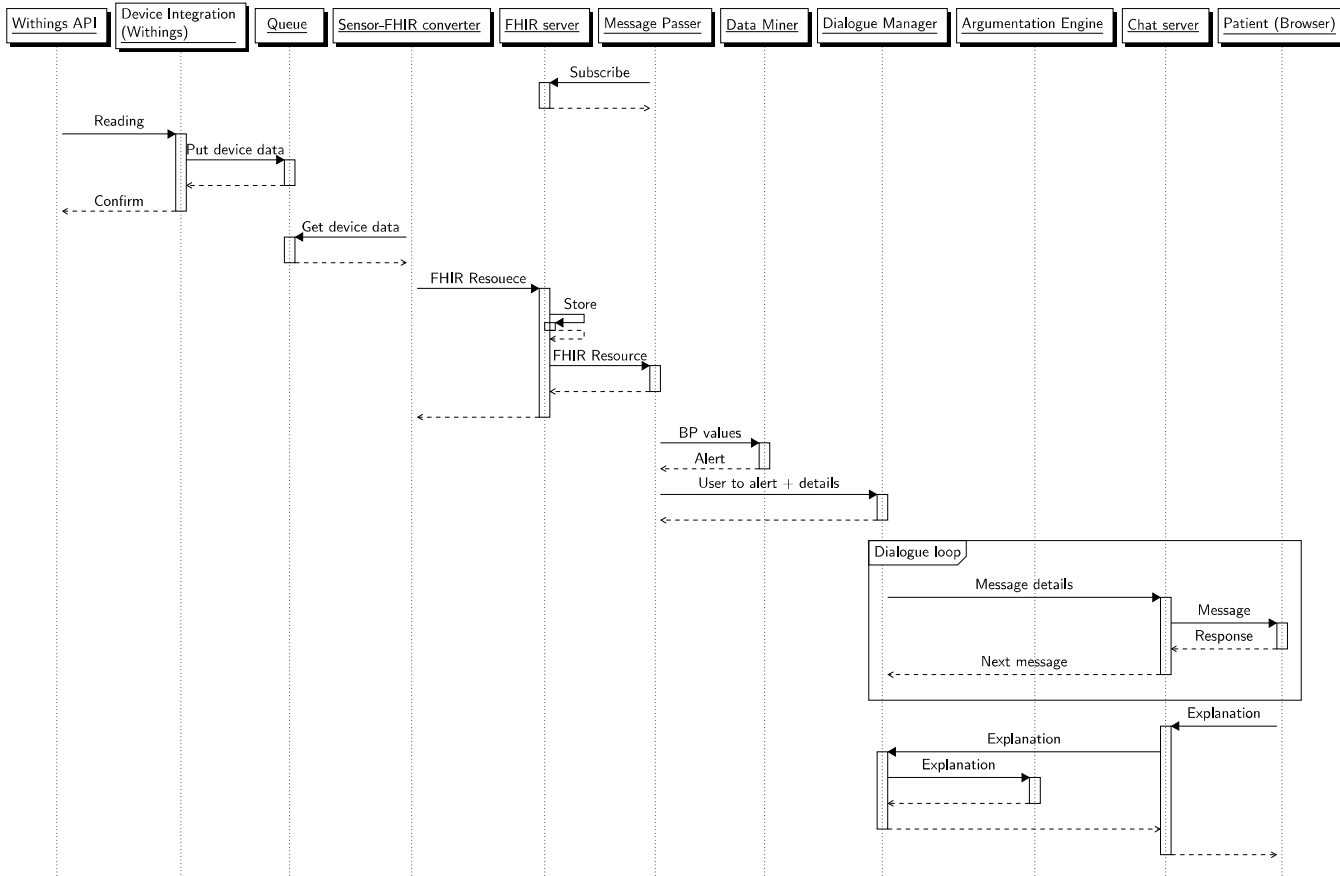 Withings API
Device Integration
(Withings)
Queue
Sensor-FHIR converter
FHIR server
Message Passer
Data Miner
Dialogue Manager
Argumentation Engine
Chat server
Patient (Browser)
Subscribe
Reading
Put device data
Confirm
Get device data
FHIR Resouece
Store
FHIR Resource
BP values
Alert
User to alert + details
Dialogue loop
Message details
Message
Response
Next message
Explanation
Explanation
Explanation